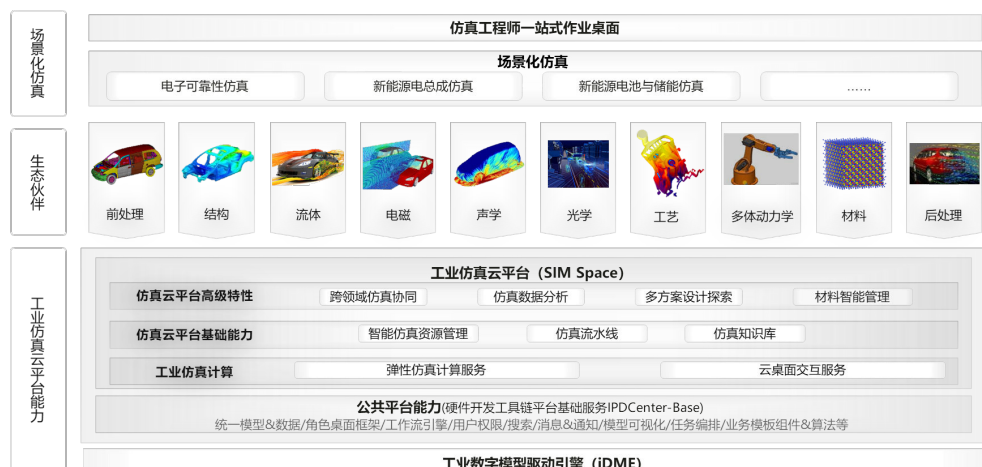 场景化仿真
仿真工程师一站式作业桌面
场景化仿真
电子可靠性仿真
新能源电总成仿真
新能源电池与储能仿真
……
生态伙伴
前处理
结构
流体
电磁
声学
光学
工艺
多体动力学
材料
后处理
工业仿真云平台能力
工业仿真云平台（SIM Space）
仿真云平台高级特性
跨领域仿真协同
仿真数据分析
多方案设计探索
材料智能管理
仿真云平台基础能力
智能仿真资源管理
仿真流水线
仿真知识库
工业仿真计算
弹性仿真计算服务
云桌面交互服务
公共平台能力(硬件开发工具链平台基础服务IPDCenter-Base)
统一模型&数据/角色桌面框架/工作流引擎/用户权限/搜索/消息&通知/模型可视化/任务编排/业务模板组件&算法等
工业数字模型驱动引擎（iDME）